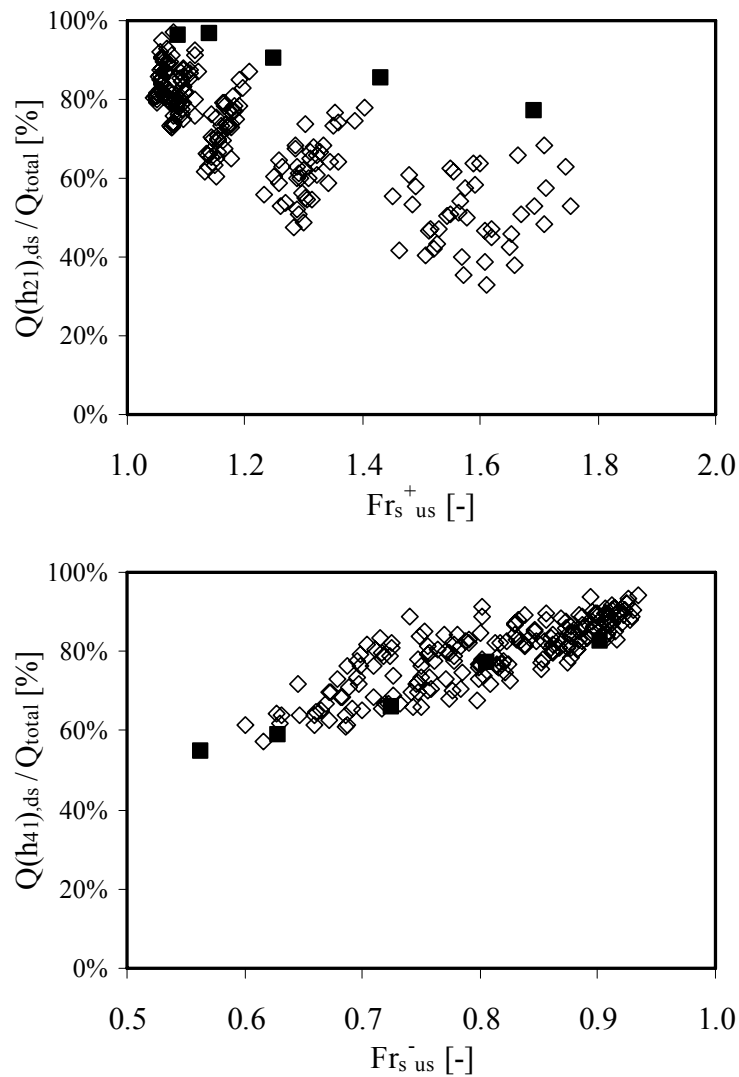 100%
80%
60%
40%
20%
0%
Q(h21),ds / Qtotal [%]
1.0 1.2 1.4 1.6 1.8 2.0
Frs+us [-]
100%
80%
60%
40%
20%
0%
Q(h41),ds / Qtotal [%]
0.5 0.6 0.7 0.8 0.9 1.0
Frs-us [-]